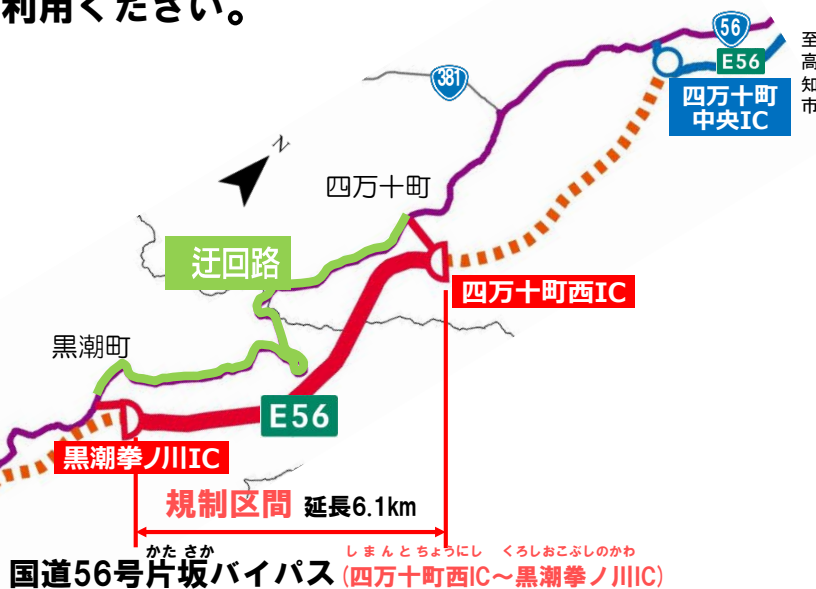 利用ください。
56
E56
至
高
知
市
381
四万十町
中央IC
N
四万十町
迂回路
四万十町西IC
黒潮町
E56
黒潮拳ノ川IC
規制区間 延長6.1km
かた さか
しまんとちょうにし くろしおこぶしのかわ
国道56号片坂バイパス(四万十町西IC～黒潮拳ノ川IC)